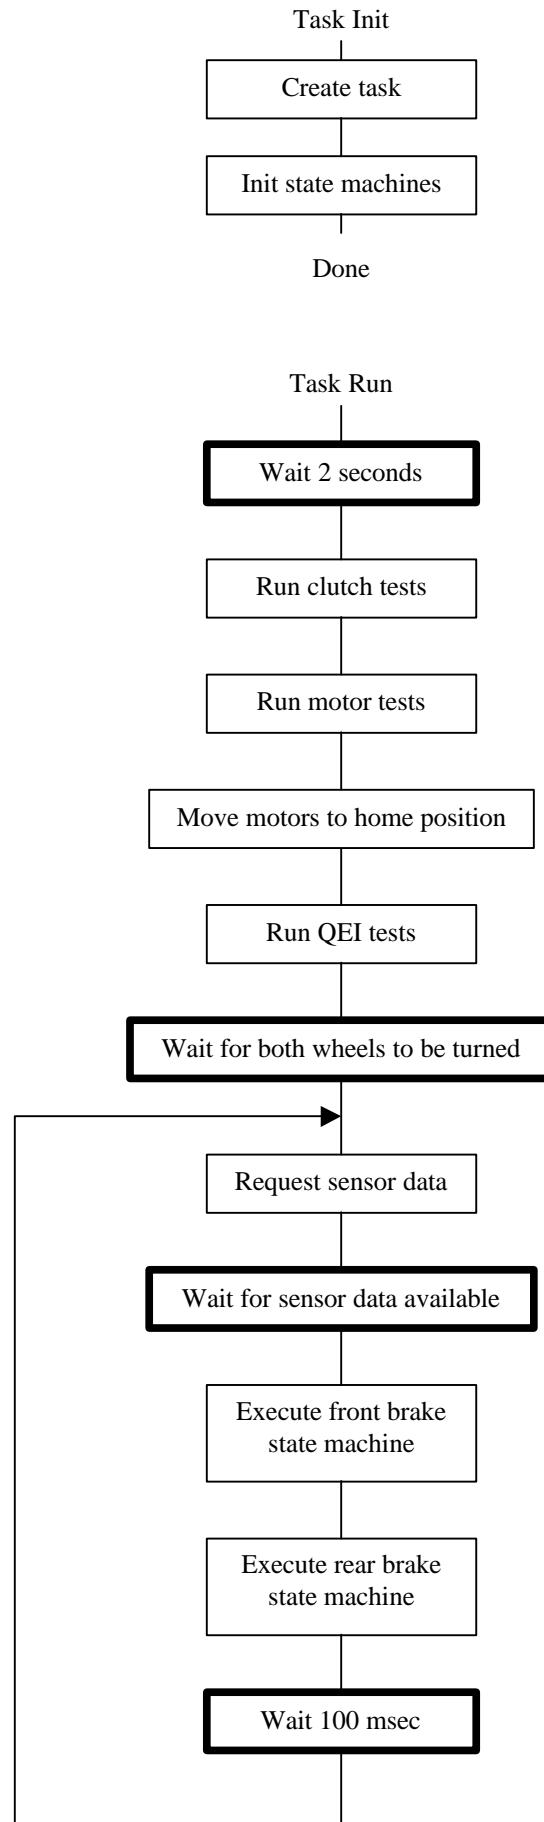 Task Init
Create task
Init state machines
Done
Task Run
Wait 2 seconds
Run clutch tests
Run motor tests
Move motors to home position
Run QEI tests
Wait for both wheels to be turned
Request sensor data
Wait for sensor data available
Execute front brake
state machine
Execute rear brake
state machine
Wait 100 msec